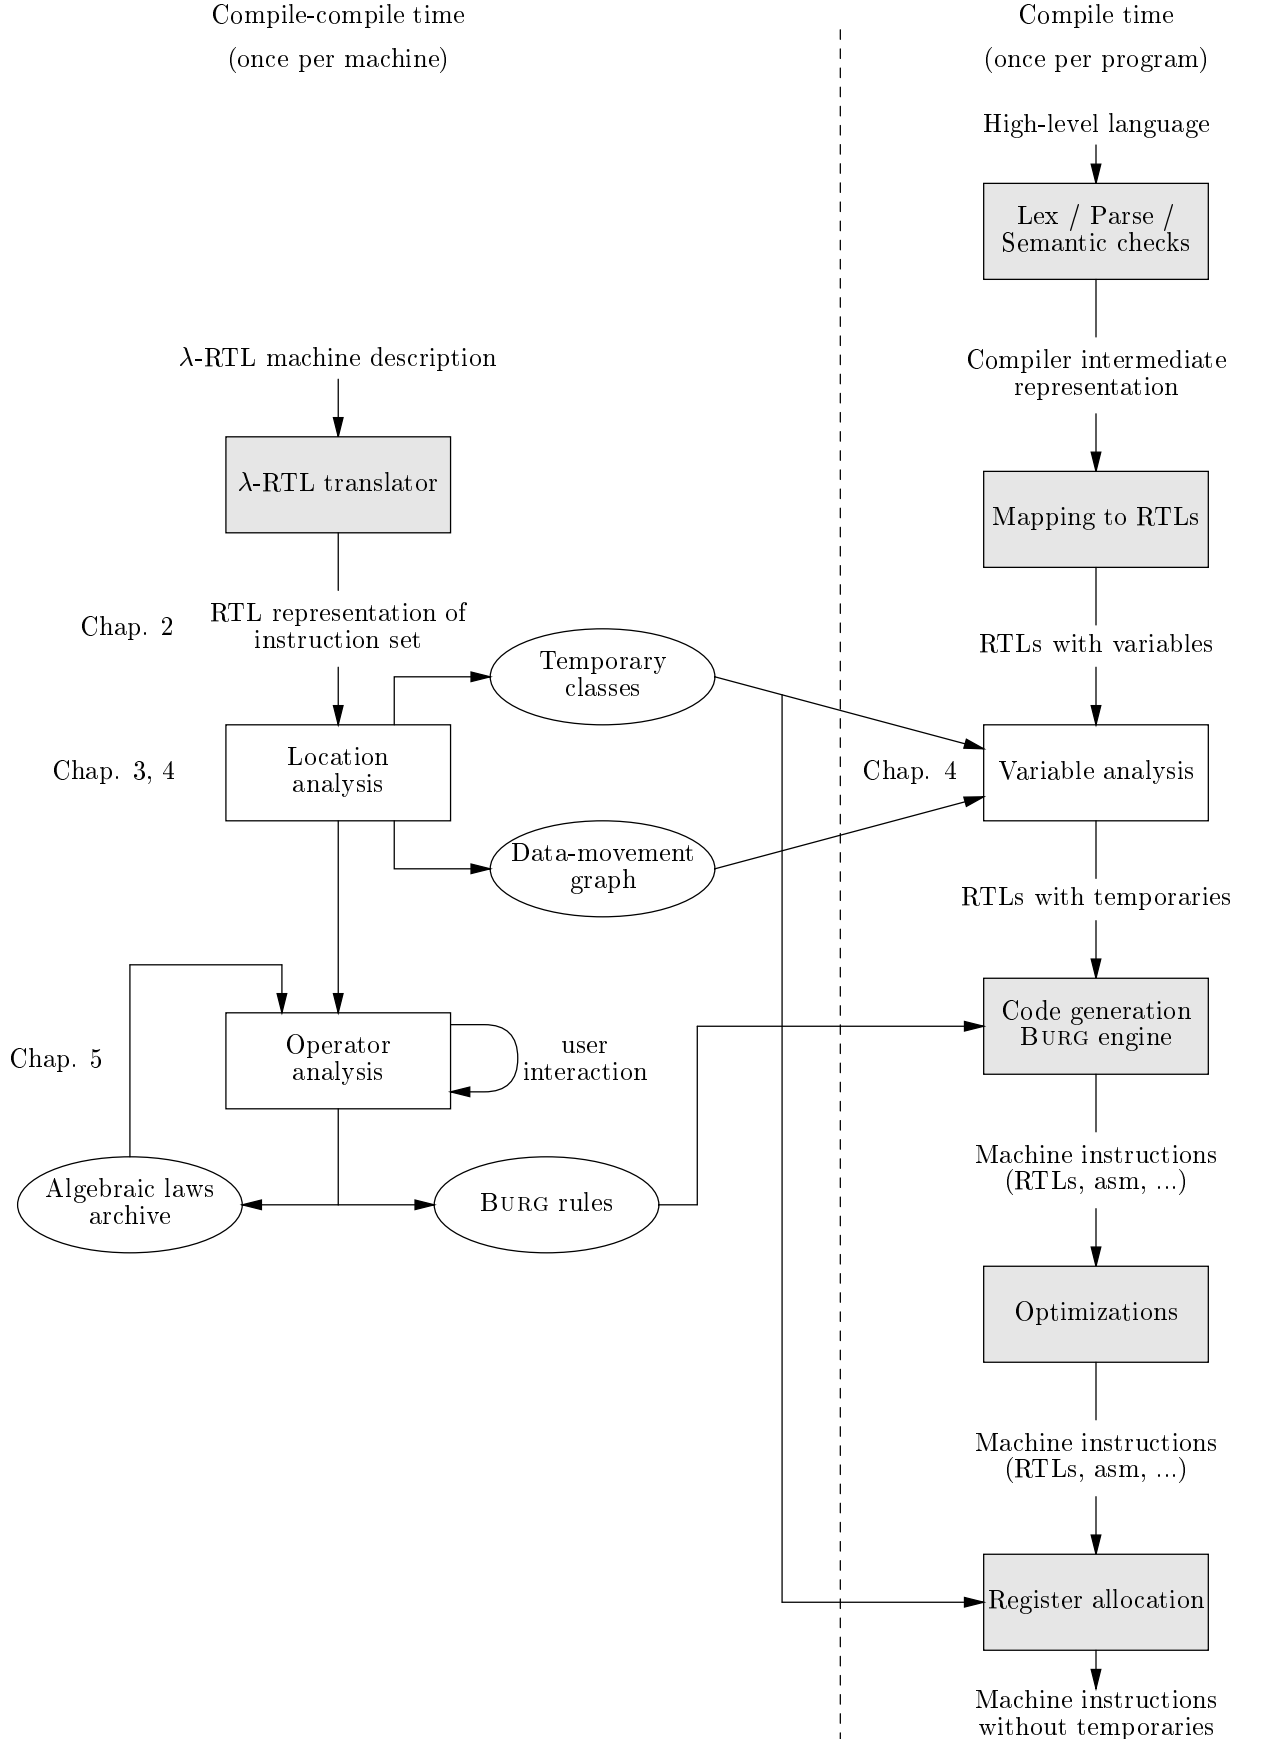 Compile-compile time
(once per machine)
Compile time
(once per program)
High-level language
Lex / Parse /
Semantic checks
Compiler intermediate
representation
λ-RTL machine description
λ-RTL translator
Mapping to RTLs
Chap. 2
RTL representation of
instruction set
Temporary
classes
RTLs with variables
Chap. 3, 4
Location
analysis
Chap. 4
Variable analysis
Data-movement
graph
RTLs with temporaries
Chap. 5
Operator
analysis
user
interaction
Code generation
BURG engine
Algebraic laws
archive
BURG rules
Machine instructions
(RTLs, asm, ...)
Optimizations
Machine instructions
(RTLs, asm, ...)
Register allocation
Machine instructions
without temporaries